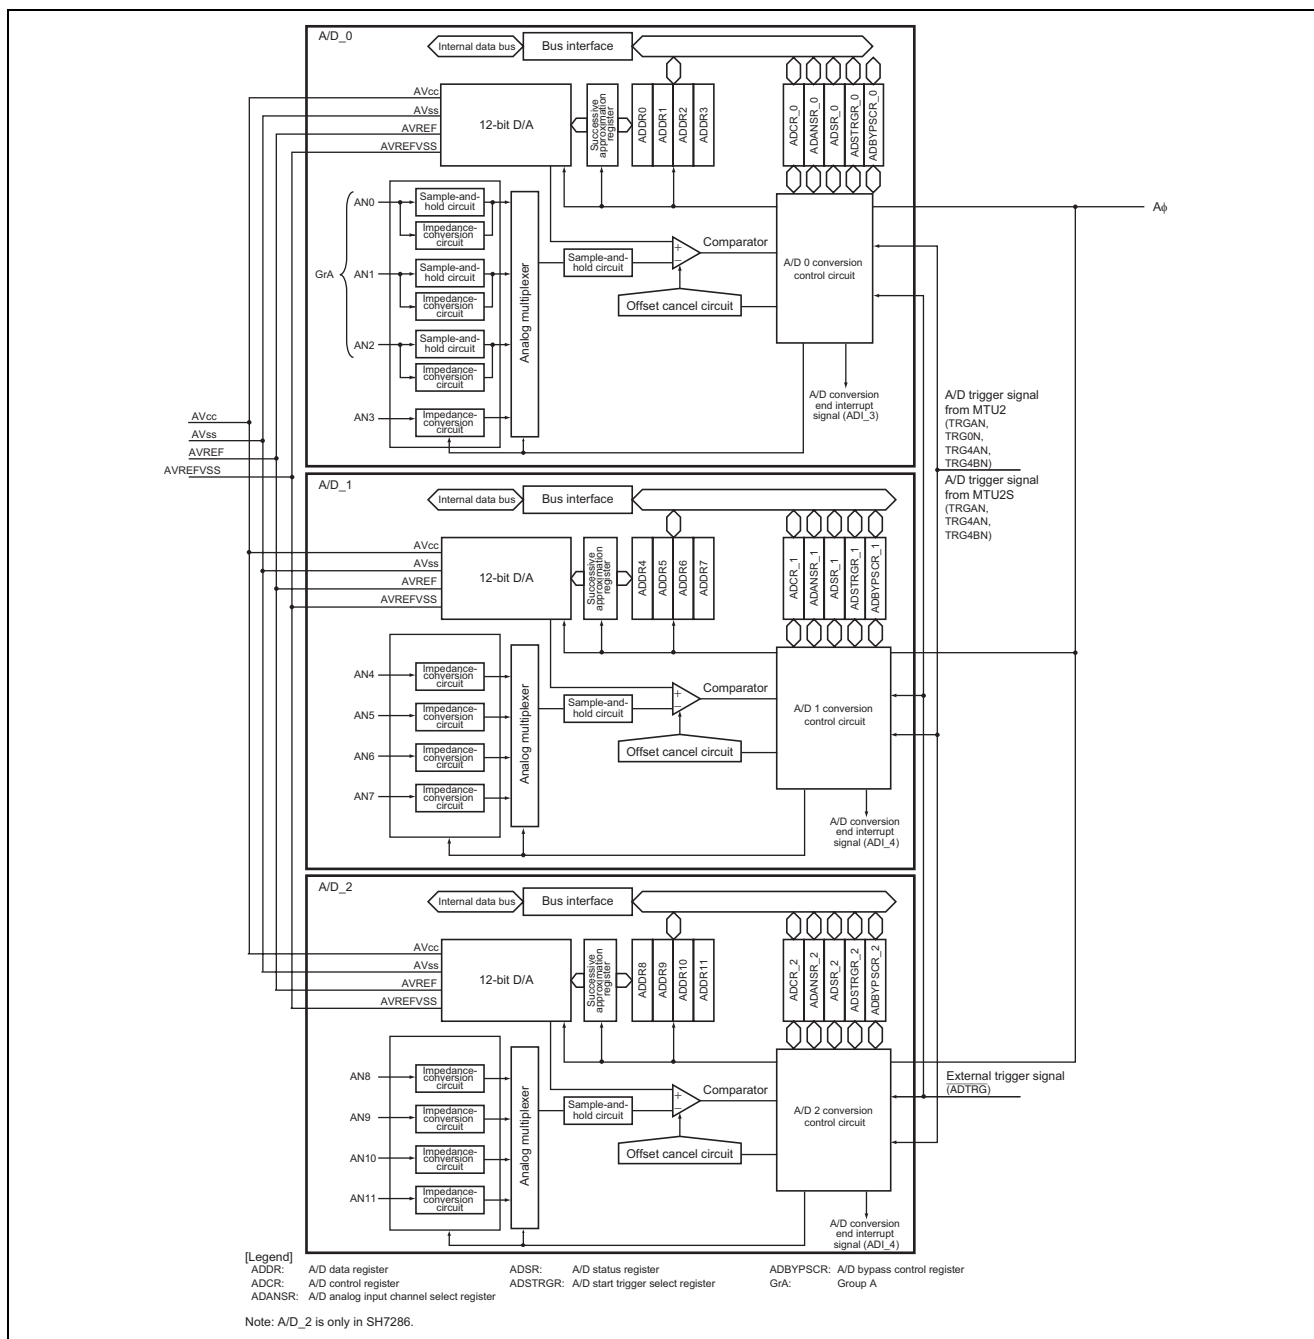 A/D_0
Internal data bus
Bus interface
AVcc
AVss
AVREF
AVREFVSS
12-bit D/A
Successive
approximation
register
ADDR0
ADDR1
ADDR2
ADDR3
ADCR_0
ADANSR_0
ADSR_0
ADSTRGR_0
ADBYPSCR_0
Aϕ
GrA
AN0
Sample-and-
hold circuit
Impedance-
conversion
circuit
AN1
Sample-and-
hold circuit
Impedance-
conversion
circuit
AN2
Sample-and-
hold circuit
Impedance-
conversion
circuit
AN3
Impedance-
conversion
circuit
Analog multiplexer
Sample-and-
hold circuit
+
−
Comparator
Offset cancel circuit
A/D 0 conversion
control circuit
A/D conversion
end interrupt
signal (ADI_3)
AVcc
AVss
AVREF
AVREFVSS
A/D trigger signal
from MTU2
(TRGAN,
TRG0N,
TRG4AN,
TRG4BN)
A/D trigger signal
from MTU2S
(TRGAN,
TRG4AN,
TRG4BN)
A/D_1
Internal data bus
Bus interface
AVcc
AVss
AVREF
AVREFVSS
12-bit D/A
Successive
approximation
register
ADDR4
ADDR5
ADDR6
ADDR7
ADCR_1
ADANSR_1
ADSR_1
ADSTRGR_1
ADBYPSCR_1
AN4
Impedance-
conversion
circuit
AN5
Impedance-
conversion
circuit
AN6
Impedance-
conversion
circuit
AN7
Impedance-
conversion
circuit
Analog multiplexer
Sample-and-
hold circuit
+
−
Comparator
Offset cancel circuit
A/D 1 conversion
control circuit
A/D conversion
end interrupt
signal (ADI_4)
A/D_2
Internal data bus
Bus interface
AVcc
AVss
AVREF
AVREFVSS
12-bit D/A
Successive
approximation
register
ADDR8
ADDR9
ADDR10
ADDR11
ADCR_2
ADANSR_2
ADSR_2
ADSTRGR_2
ADBYPSCR_2
AN8
Impedance-
conversion
circuit
AN9
Impedance-
conversion
circuit
AN10
Impedance-
conversion
circuit
AN11
Impedance-
conversion
circuit
Analog multiplexer
Sample-and-
hold circuit
+
−
Comparator
Offset cancel circuit
A/D 2 conversion
control circuit
External trigger signal
(ADTRG)
A/D conversion
end interrupt
signal (ADI_4)
[Legend]
ADDR: A/D data register
ADCR: A/D control register
ADANSR: A/D analog input channel select register
ADSR: A/D status register
ADSTRGR: A/D start trigger select register
ADBYPSCR: A/D bypass control register
GrA: Group A
Note: A/D_2 is only in SH7286.